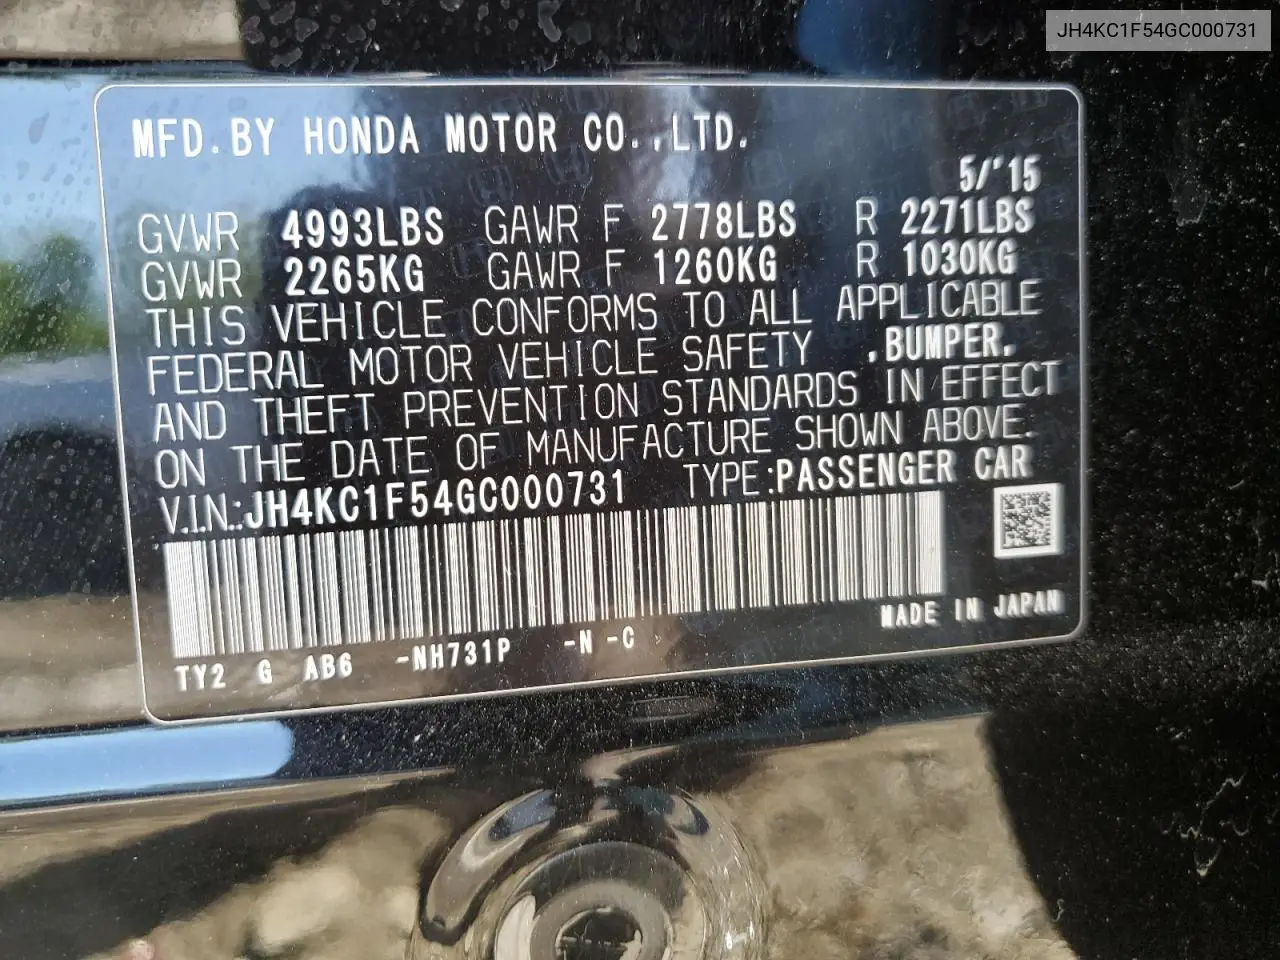 JH4KC1F54GC000731
MFD.BY HONDA MOTOR CO.,LTD.
5/'15
GVWR 4993LBS GAWR F 2778LBS R 2271LBS
GVWR 2265KG GAWR F 1260KG R 1030KG
THIS VEHICLE CONFORMS TO ALL APPLICABLE
FEDERAL MOTOR VEHICLE SAFETY ,BUMPER,
AND THEFT PREVENTION STANDARDS IN EFFECT
ON THE DATE OF MANUFACTURE SHOWN ABOVE.
V.I.N.:JH4KC1F54GC000731 TYPE:PASSENGER CAR
MADE IN JAPAN
TY2 G AB6 -NH731P -N -C